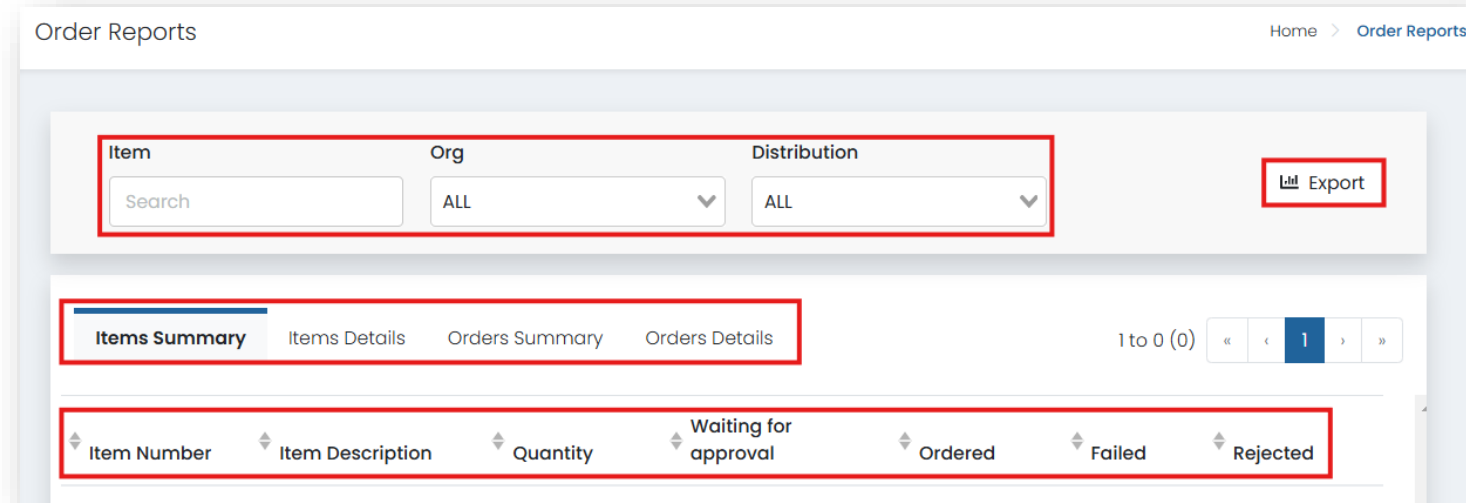 Order Reports
Home > Order Reports
Item Org Distribution
Search ALL ALL
Export
Items Summary Items Details Orders Summary Orders Details
1 to 0 (0) « ‹ 1 › »
Item Number Item Description Quantity Waiting for approval Ordered Failed Rejected